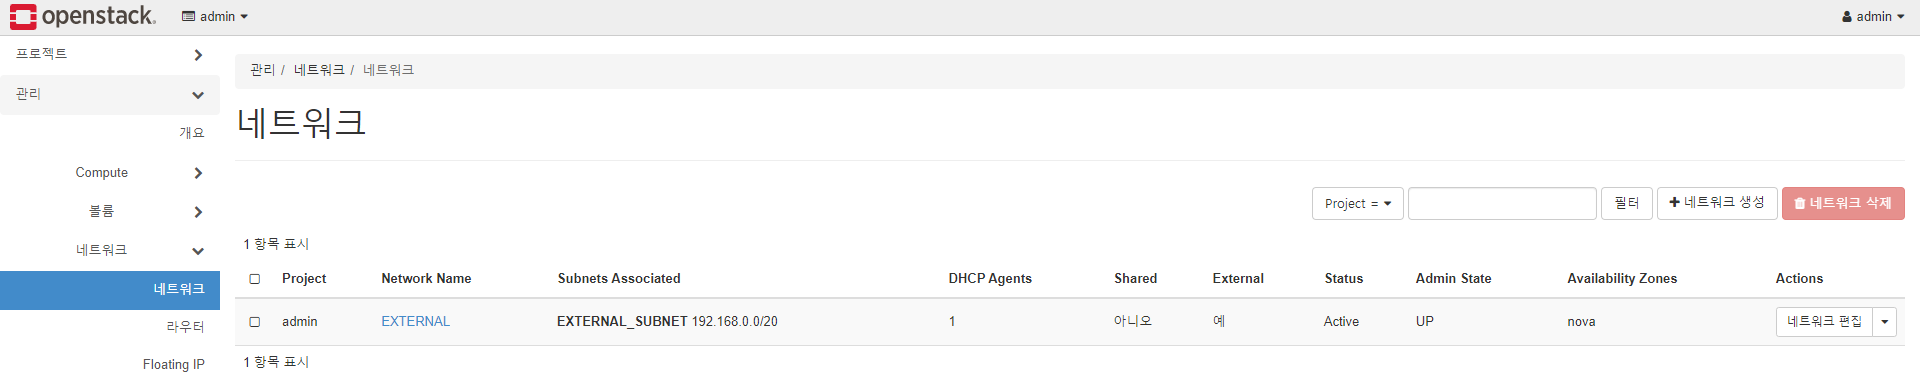 openstack. admin admin
프로젝트
관리
개요
Compute
볼륨
네트워크
네트워크
라우터
Floating IP
관리 / 네트워크 / 네트워크
네트워크
Project = 필터 네트워크 생성 네트워크 삭제
1 항목 표시
Project Network Name Subnets Associated DHCP Agents Shared External Status Admin State Availability Zones Actions
admin EXTERNAL EXTERNAL_SUBNET 192.168.0.0/20 1 아니오 예 Active UP nova 네트워크 편집
1 항목 표시